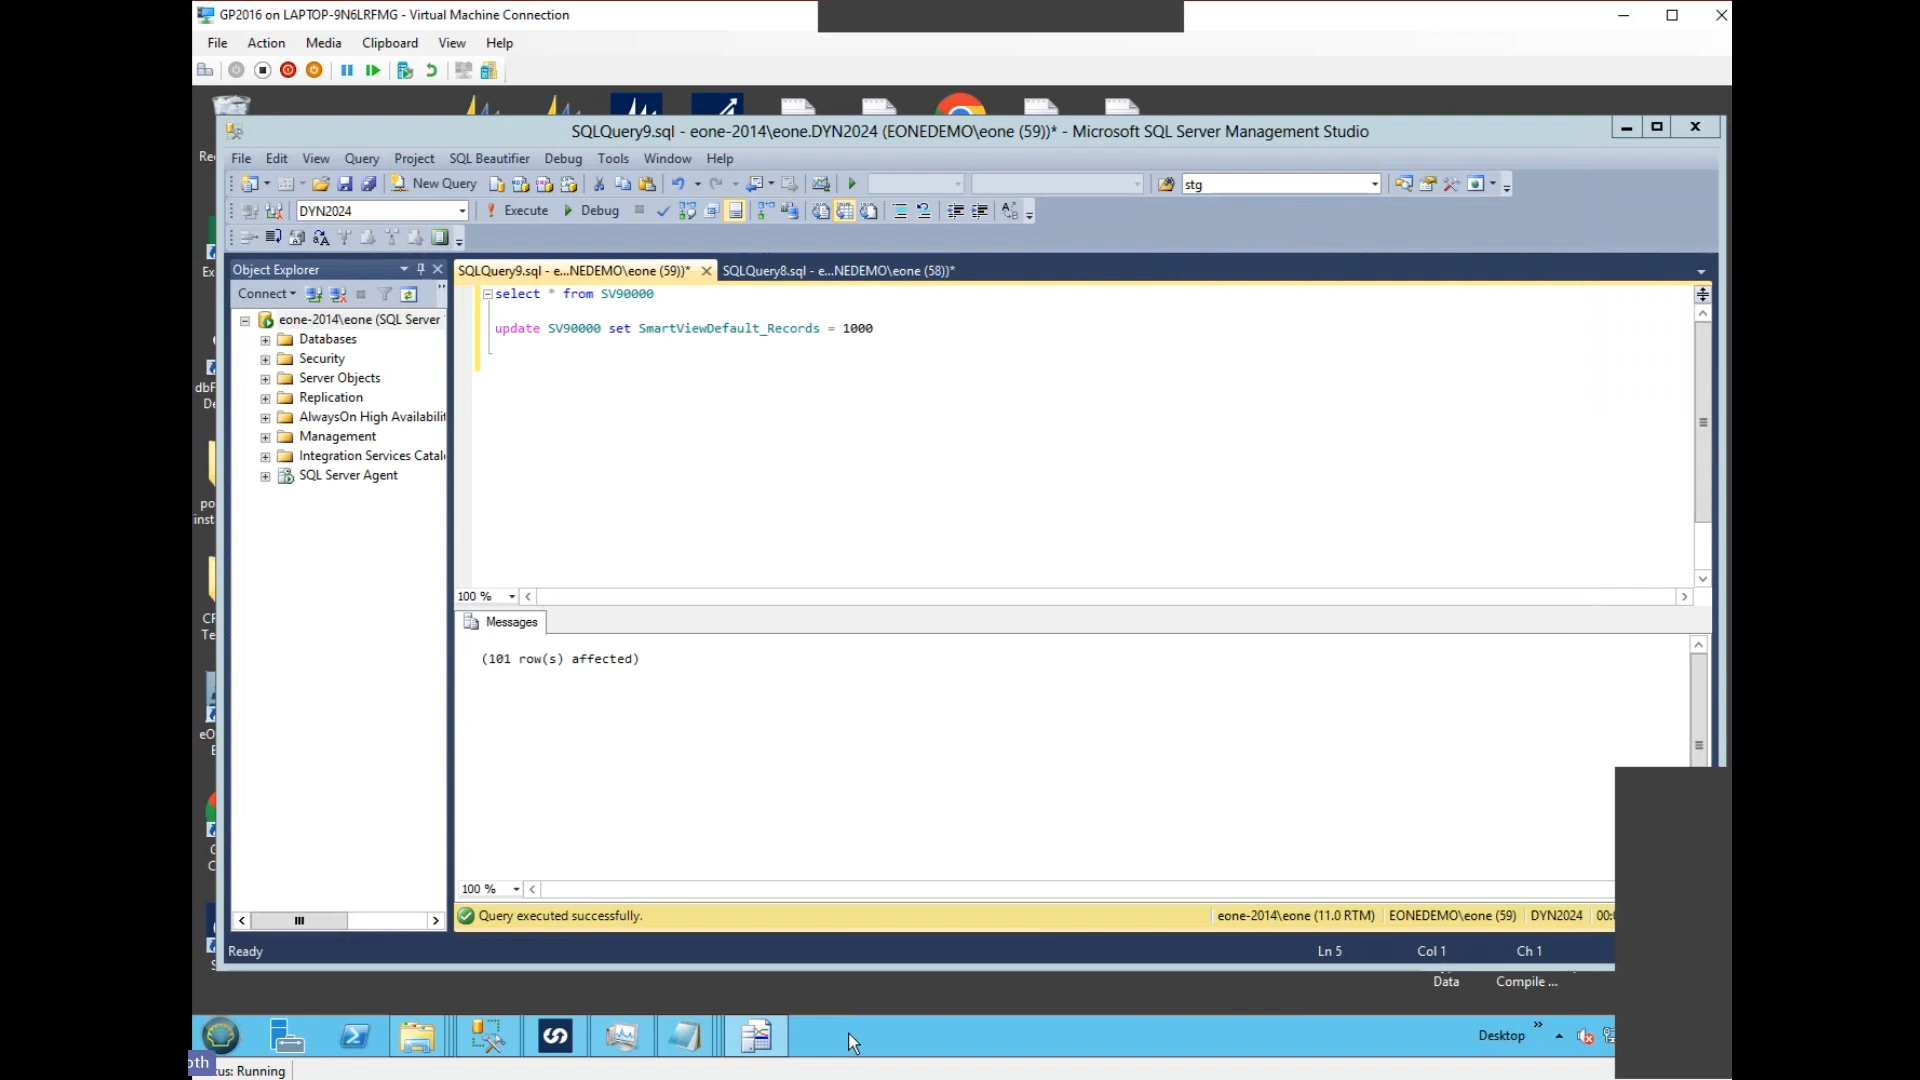 GP2016 on LAPTOP-9N6LRFMG - Virtual Machine Connection
File Action Media Clipboard View Help
SQLQuery9.sql - eone-2014\eone.DYN2024 (EONEDEMO\eone (59))* - Microsoft SQL Server Management Studio
File Edit View Query Project SQL Beautifier Debug Tools Window Help
New Query stg
DYN2024 Execute Debug
Object Explorer
SQLQuery9.sql - e...NEDEMO\eone (59))* SQLQuery8.sql - e...NEDEMO\eone (58))*
Connect
select * from SV90000
eone-2014\eone (SQL Server
update SV90000 set SmartViewDefault_Records = 1000
Databases
Security
Server Objects
Replication
AlwaysOn High Availabilit
Management
Integration Services Catal
SQL Server Agent
100 %
Messages
(101 row(s) affected)
100 %
Query executed successfully. eone-2014\eone (11.0 RTM) EONEDEMO\eone (59) DYN2024 00:
Ready Ln 5 Col 1 Ch 1
Data Compile ...
Desktop
oth
tus: Running